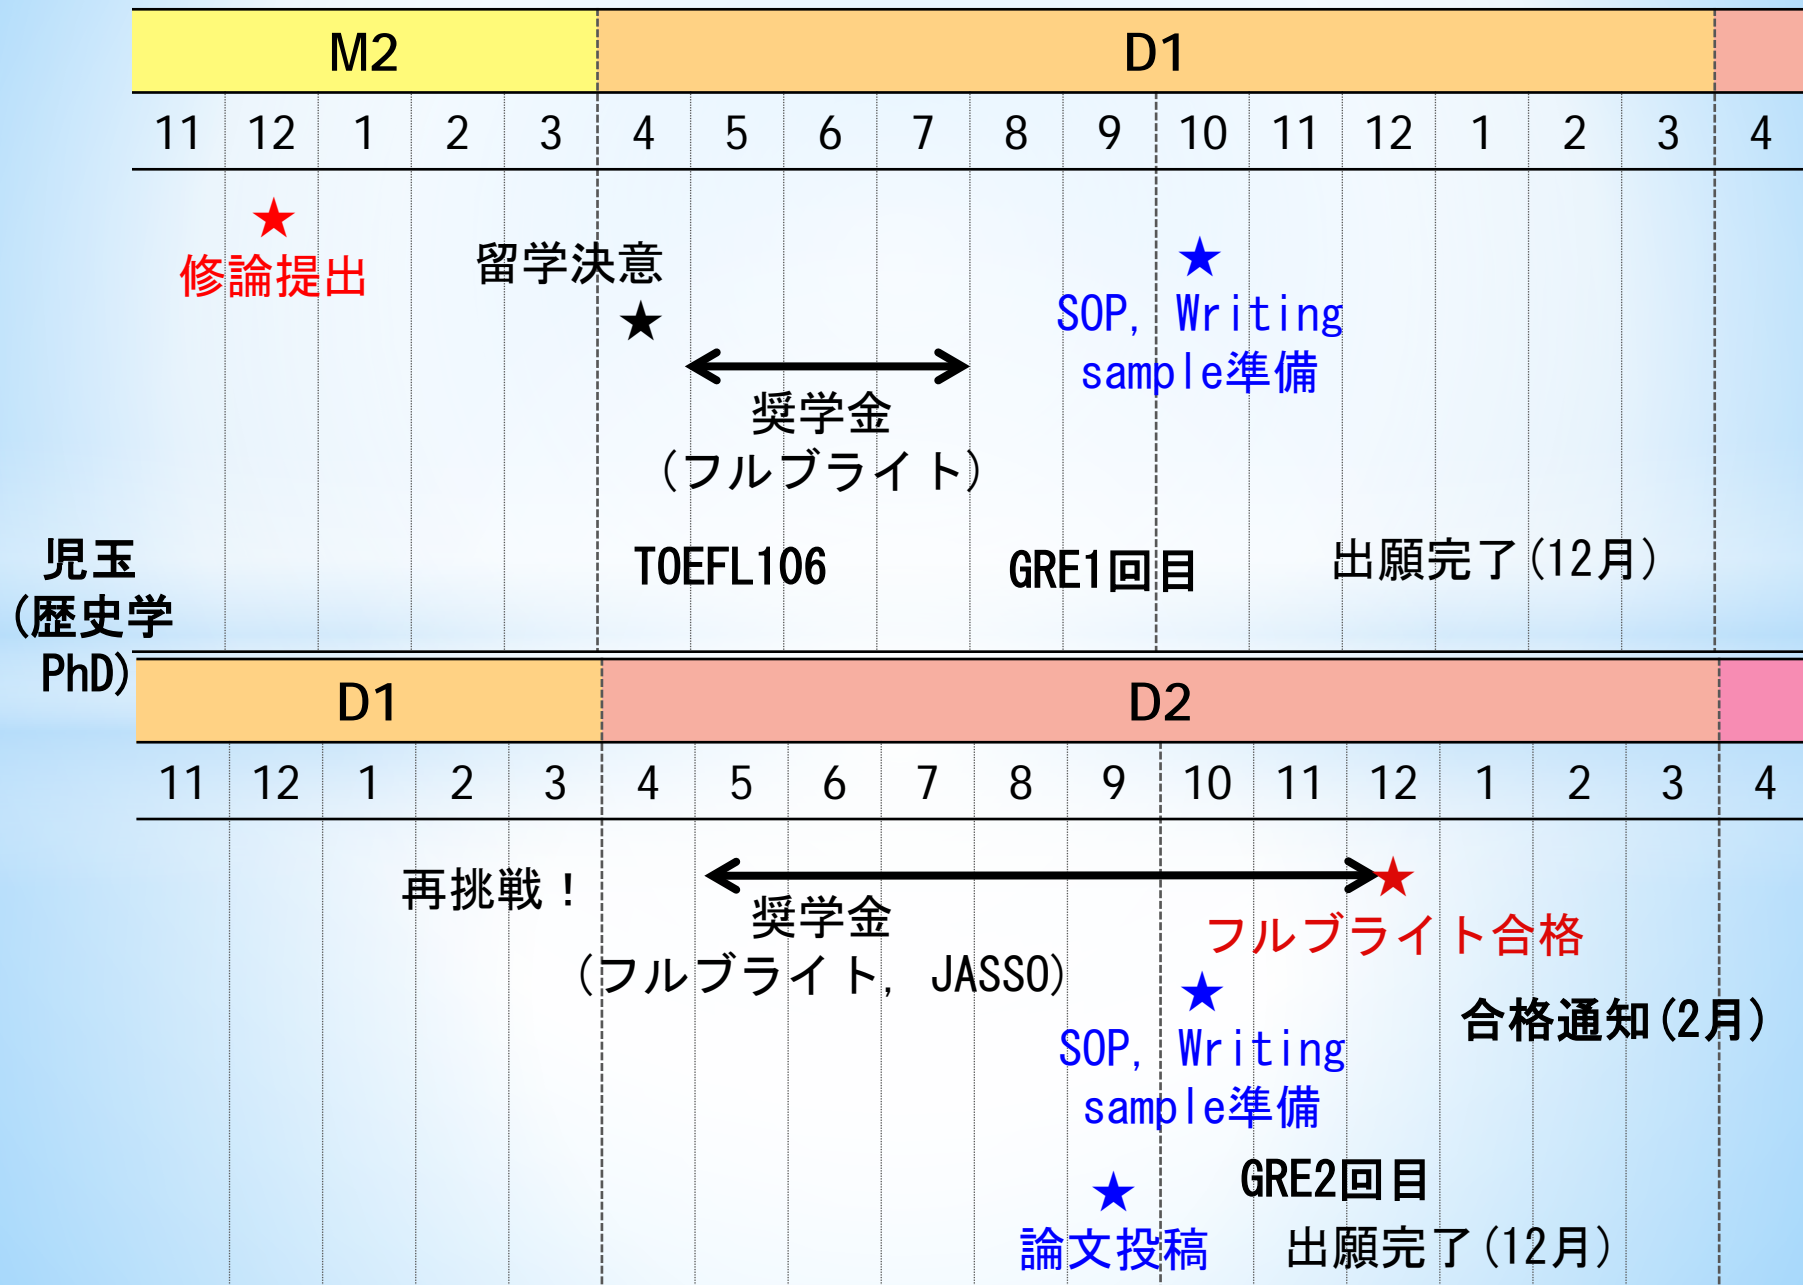 M2 D1
11 12 1 2 3 4 5 6 7 8 9 10 11 12 1 2 3 4
★
修論提出
留学決意
★
★
SOP, Writing
sample準備
奨学金
(フルブライト)
TOEFL106
GRE1回目
出願完了(12月)
児玉
(歴史学
PhD)
D1 D2
11 12 1 2 3 4 5 6 7 8 9 10 11 12 1 2 3 4
再挑戦！
奨学金
(フルブライト, JASSO)
★
フルブライト合格
★
SOP, Writing
sample準備
合格通知(2月)
GRE2回目
★
論文投稿
出願完了(12月)